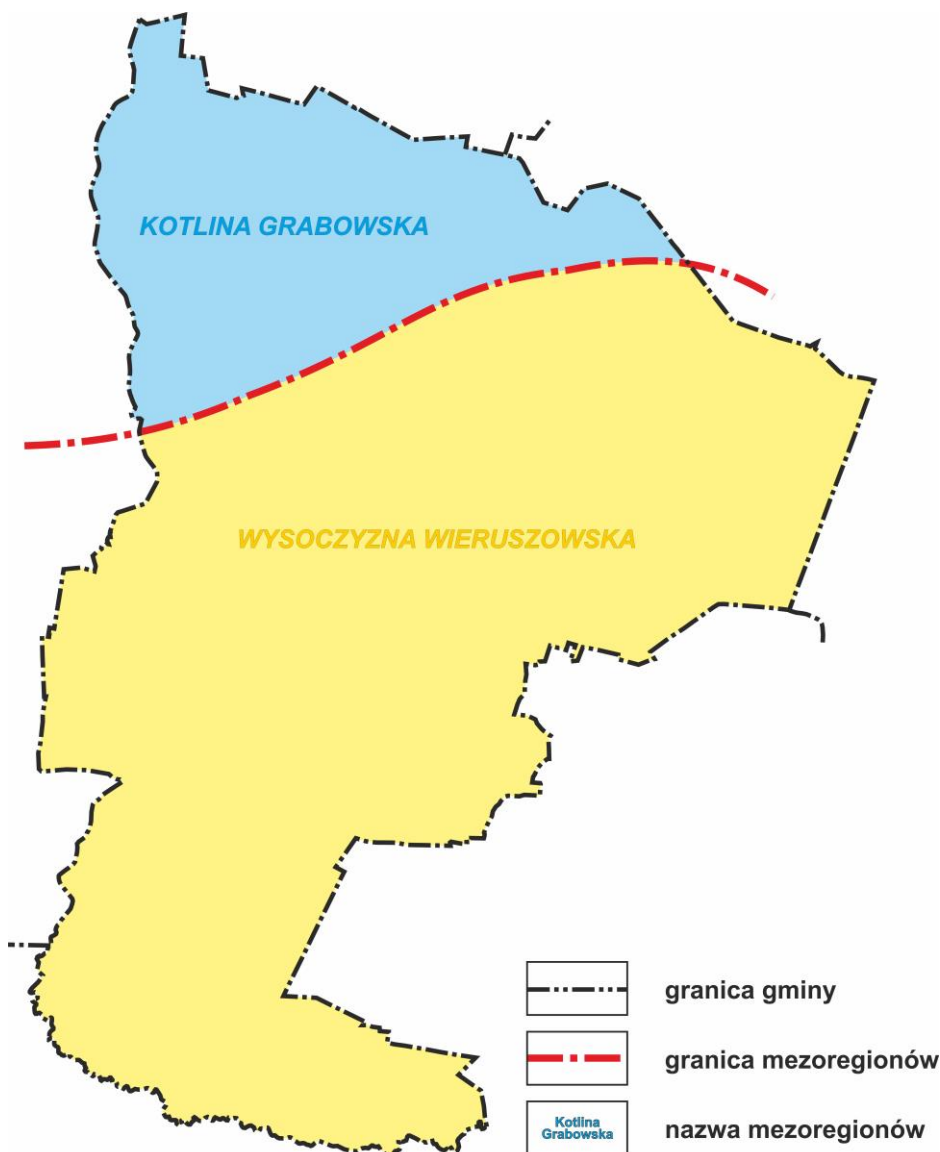 KOTLINA GRABOWSKA
WYSOCZYZNA WIERUSZOWSKA
granica gminy
granica mezoregionów
Kotlina
Grabowska
nazwa mezoregionów